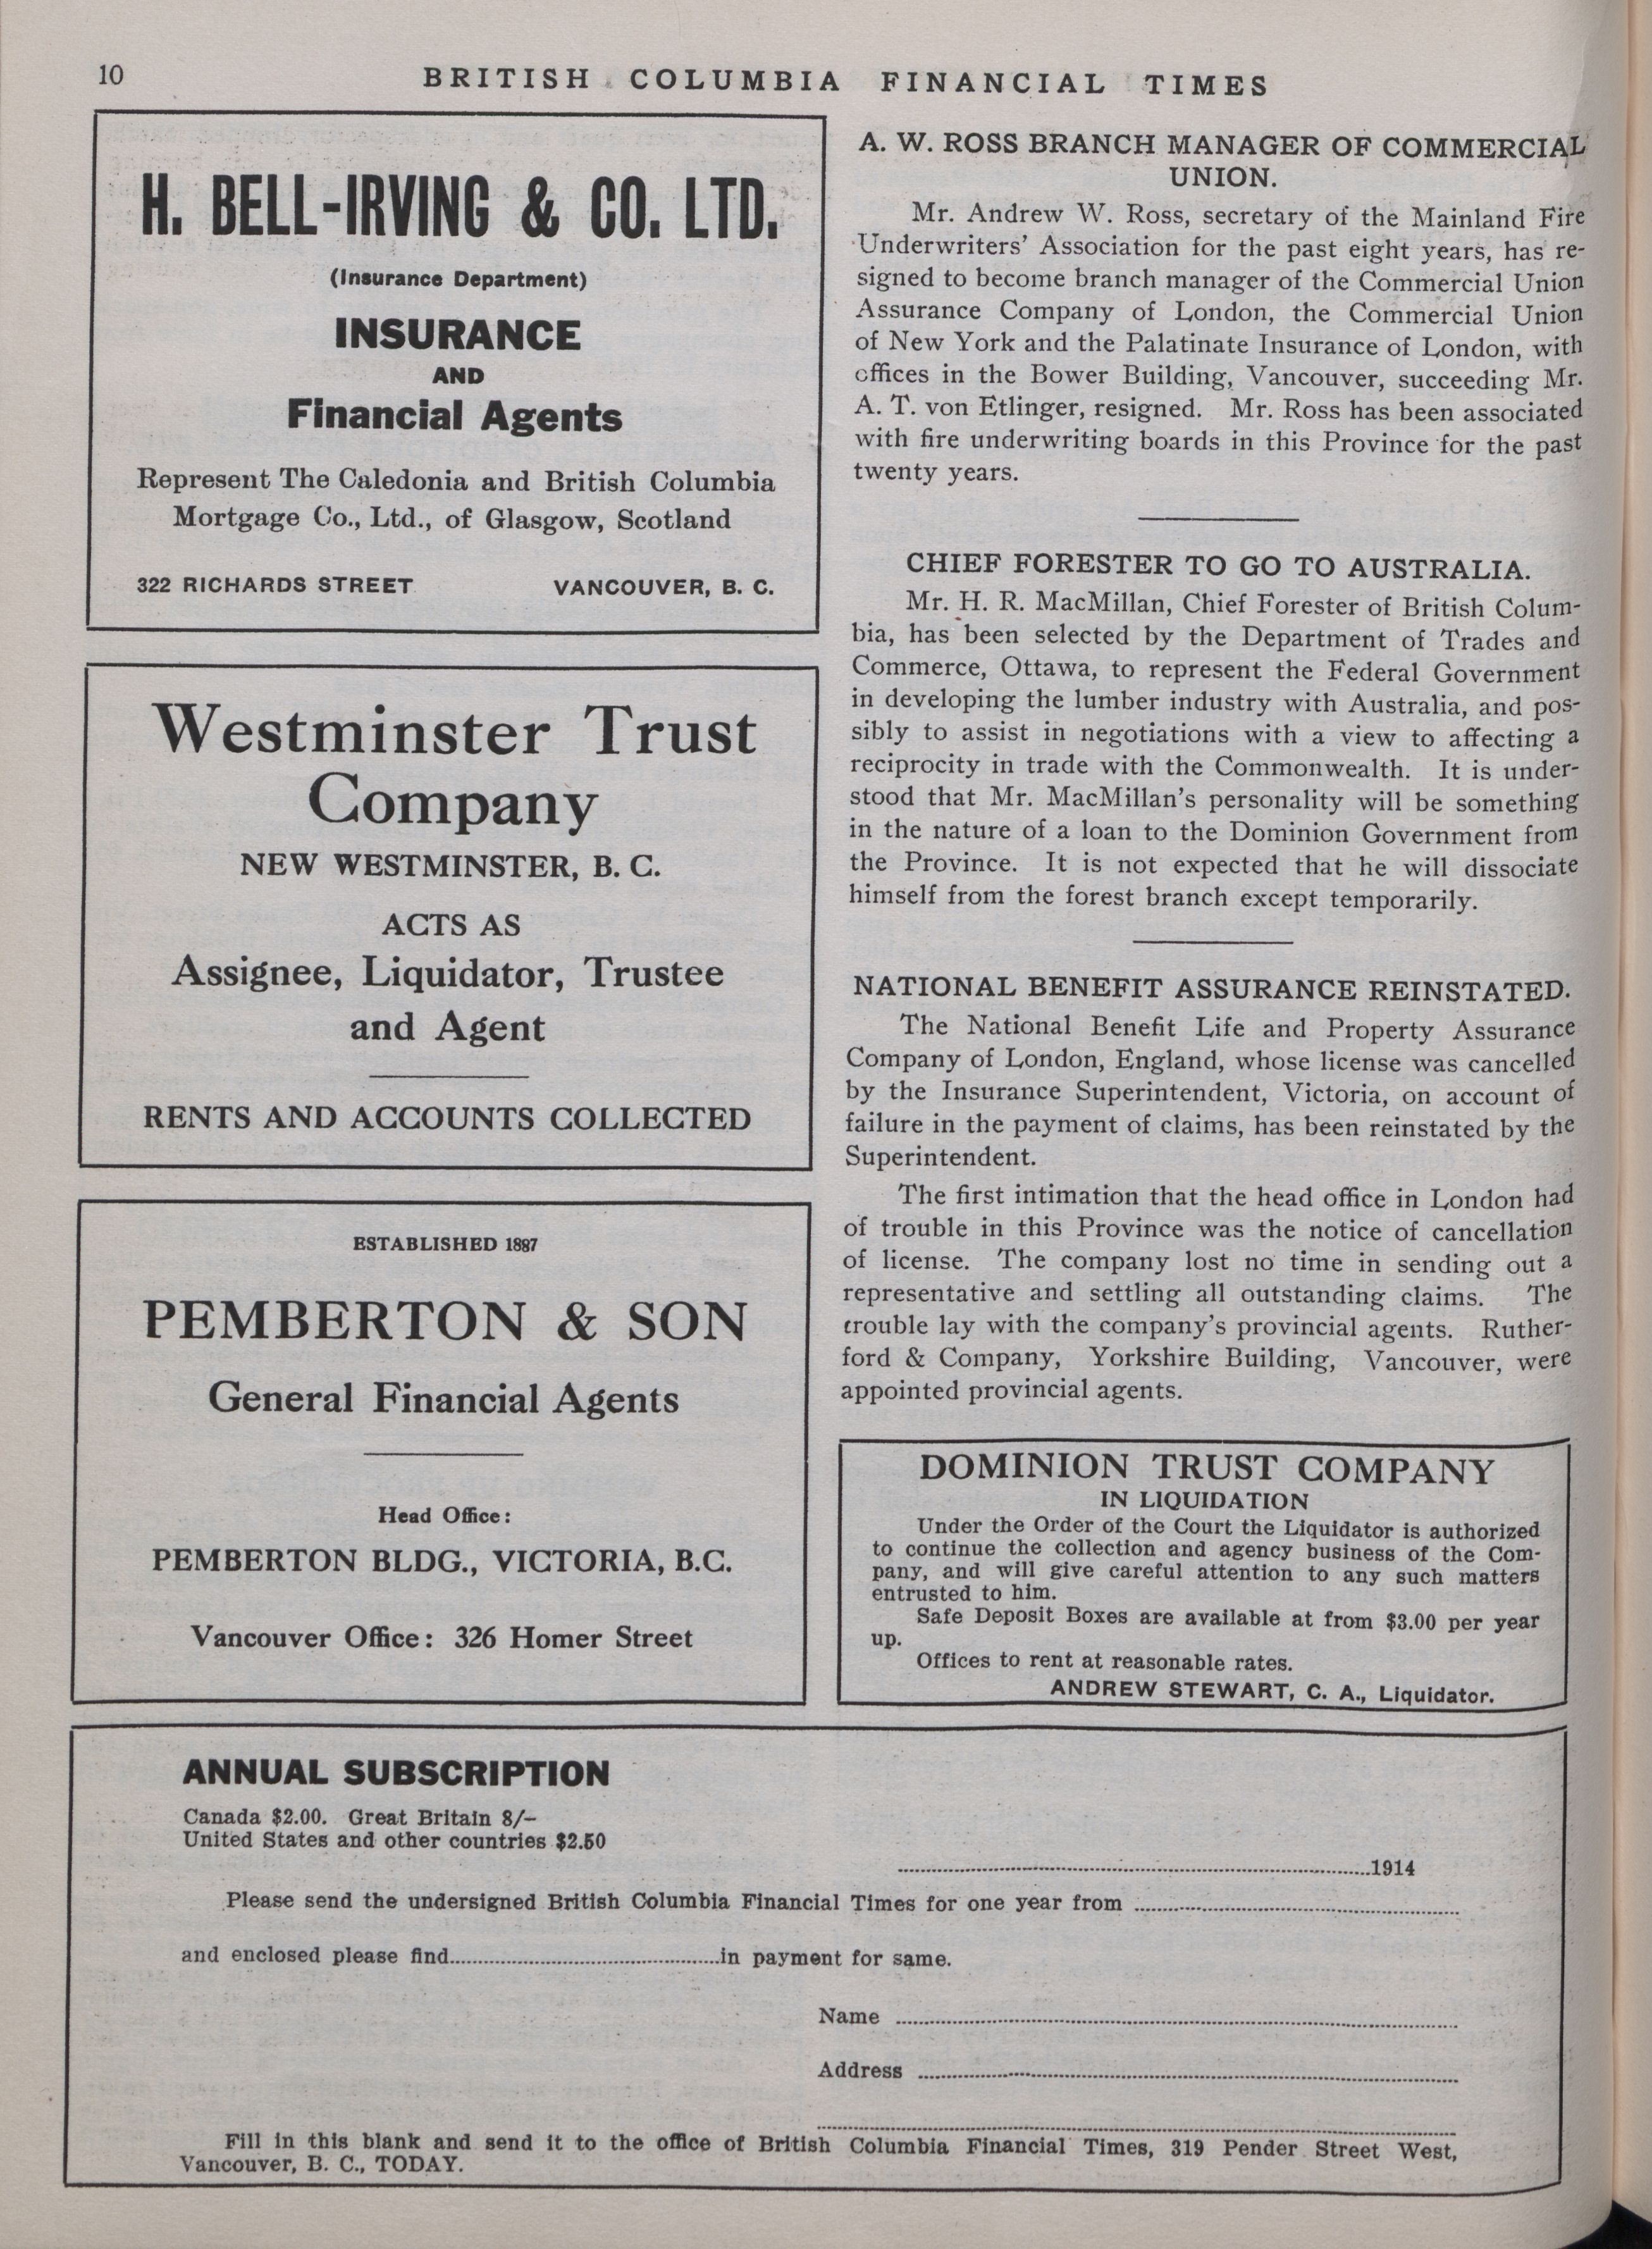 10
BRITISH COLUMBIA FINANCIAL TIMES
H. BELL-IRVING & CO. LTD.
(Insurance Department)
INSURANCE
AND
Financial Agents
Represent The Caledonia and British Columbia
Mortgage Co., Ltd., of Glasgow, Scotland
322 RICHARDS STREET VANCOUVER, B. C.
Westminster Trust
Company
NEW WESTMINSTER, B. C.
ACTS AS
Assignee, Liquidator, Trustee
and Agent
RENTS AND ACCOUNTS COLLECTED
ESTABLISHED 1887
PEMBERTON & SON
General Financial Agents
Head Office:
PEMBERTON BLDG., VICTORIA, B.C.
Vancouver Office: 326 Homer Street
A. W. ROSS BRANCH MANAGER OF COMMERCIAL
UNION.
Mr. Andrew W. Ross, secretary of the Mainland Fire
Underwriters' Association for the past eight years, has re-
signed to become branch manager of the Commercial Union
Assurance Company of London, the Commercial Union
of New York and the Palatinate Insurance of London, with
offices in the Bower Building, Vancouver, succeeding Mr.
A. T. von Etlinger, resigned. Mr. Ross has been associated
with fire underwriting boards in this Province for the past
twenty years.
CHIEF FORESTER TO GO TO AUSTRALIA.
Mr. H. R. MacMillan, Chief Forester of British Colum-
bia, has been selected by the Department of Trades and
Commerce, Ottawa, to represent the Federal Government
in developing the lumber industry with Australia, and pos-
sibly to assist in negotiations with a view to affecting a
reciprocity in trade with the Commonwealth. It is under-
stood that Mr. MacMillan's personality will be something
in the nature of a loan to the Dominion Government from
the Province. It is not expected that he will dissociate
himself from the forest branch except temporarily.
NATIONAL BENEFIT ASSURANCE REINSTATED.
The National Benefit Life and Property Assurance
Company of London, England, whose license was cancelled
by the Insurance Superintendent, Victoria, on account of
failure in the payment of claims, has been reinstated by the
Superintendent.
The first intimation that the head office in London had
of trouble in this Province was the notice of cancellation
of license. The company lost no time in sending out a
representative and settling all outstanding claims. The
trouble lay with the company's provincial agents. Ruther-
ford & Company, Yorkshire Building, Vancouver, were
appointed provincial agents.
DOMINION TRUST COMPANY
IN LIQUIDATION
Under the Order of the Court the Liquidator is authorized
to continue the collection and agency business of the Com-
pany, and will give careful attention to any such matters
entrusted to him.
Safe Deposit Boxes are available at from $3.00 per year
up.
Offices to rent at reasonable rates.
ANDREW STEWART, C. A., Liquidator.
ANNUAL SUBSCRIPTION
Canada $2.00. Great Britain 8/–
United States and other countries $2.50
1914
Please send the undersigned British Columbia Financial Times for one year from
and enclosed please find in payment for same.
Name
Address
Fill in this blank and send it to the office of British Columbia Financial Times, 319 Pender Street West,
Vancouver, B. C., TODAY.